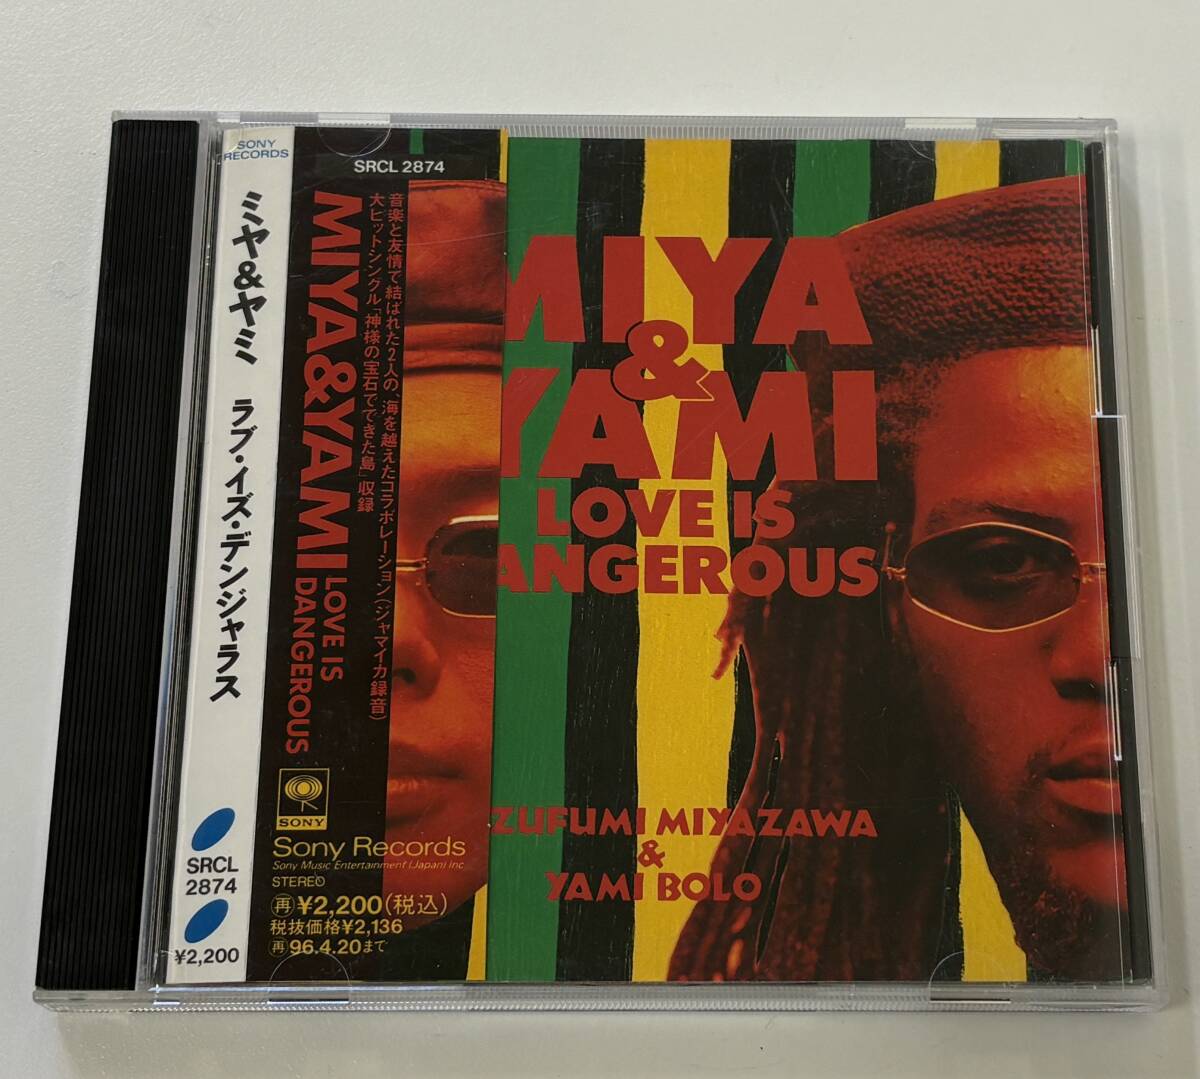 SONY
RECORDS
ミヤ&ヤミ ラブ・イズ・デンジャラス
SRCL
2874
¥2,200
SRCL 2874
音楽と友情で結ばれた2人の、海を越えたコラボレーション(ジャマイカ録音)
大ヒットシングル「神様の宝石でできた島」収録
MIYA&YAMI
LOVE IS
DANGEROUS
SONY
Sony Records
Sony Music Entertainment (Japan) Inc.
STEREO
再¥2,200(税込)
税抜価格¥2,136
再96.4.20まで
MIYA
&
YAMI
LOVE IS
ANGEROUS
ZUFUMI MIYAZAWA
&
YAMI BOLO